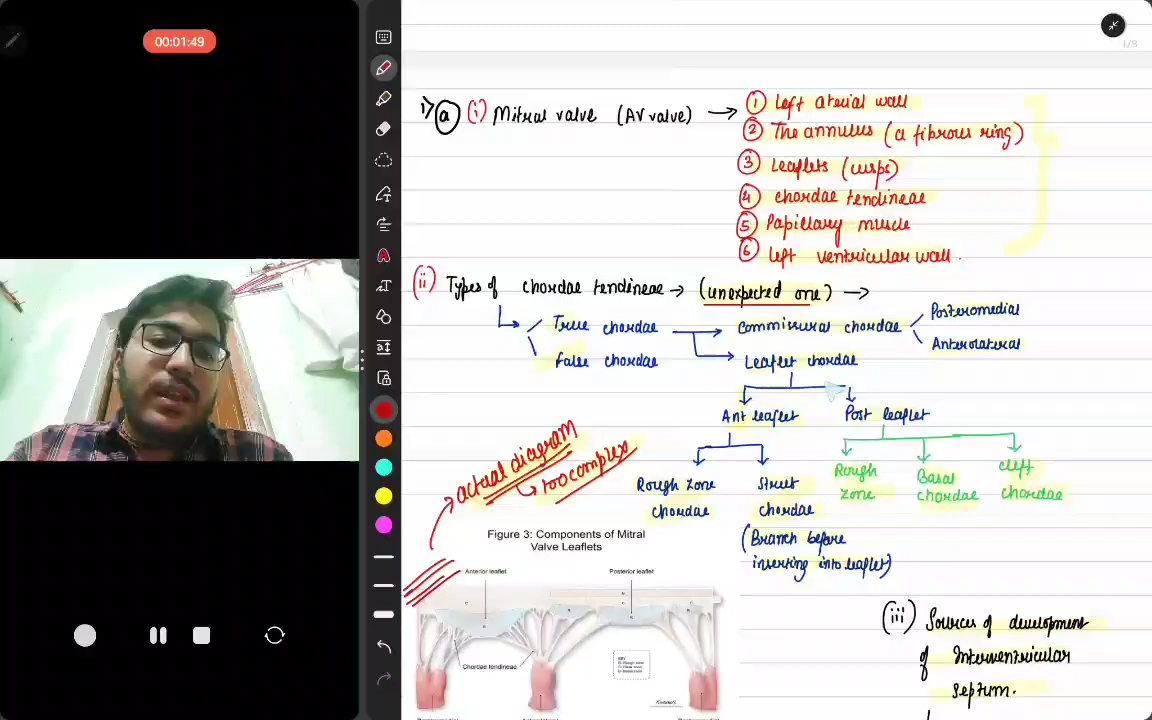 00:01:49
1/3
1) a (i) Mitral valve (AV valve) →
① Left aterial wall
② The annulus (a fibrous ring)
③ Leaflets (cusps)
④ chordae tendineae
⑤ Papillary muscle
⑥ left ventricular wall.
(ii) Types of chordae tendineae → (unexpected one) →
True chordae
False chordae
Commissural chordae
Posteromedial
Anterolateral
Leaflet chordae
Ant leaflet
Post leaflet
Rough zone chordae
Strut chordae
(Branch before
inserting into leaflet)
Rough zone
Basal chordae
cleft chordae
actual diagram
→ too complex
Figure 3: Components of Mitral
Valve Leaflets
Anterior leaflet
Posterior leaflet
Chordae tendineae
(iii) Sources of development
of Interventricular
septum.